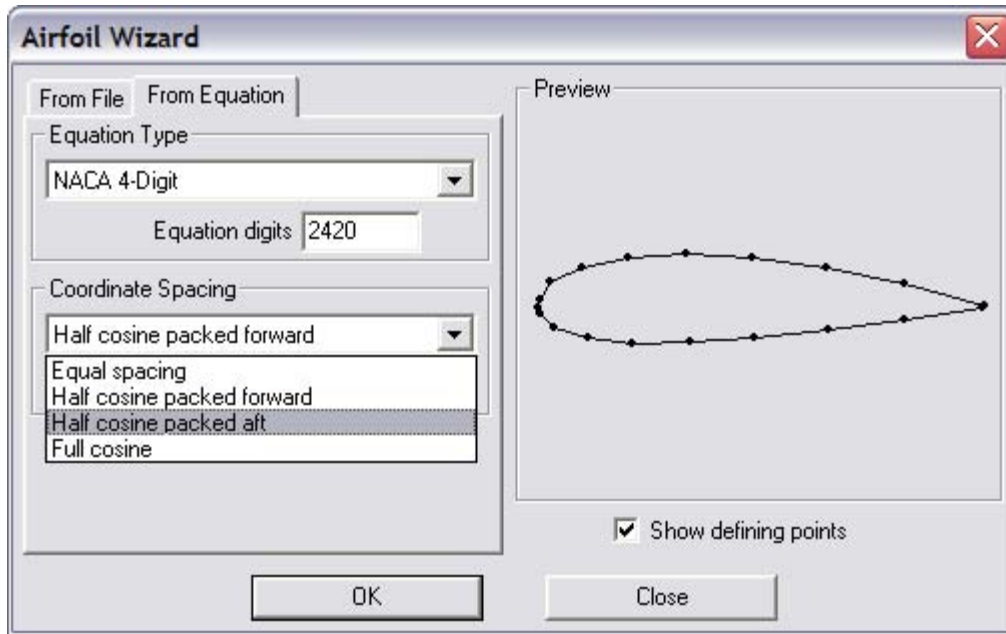 Airfoil Wizard
From File
From Equation
Equation Type
NACA 4-Digit
Equation digits 2420
Coordinate Spacing
Half cosine packed forward
Equal spacing
Half cosine packed forward
Half cosine packed aft
Full cosine
Preview
Show defining points
OK
Close